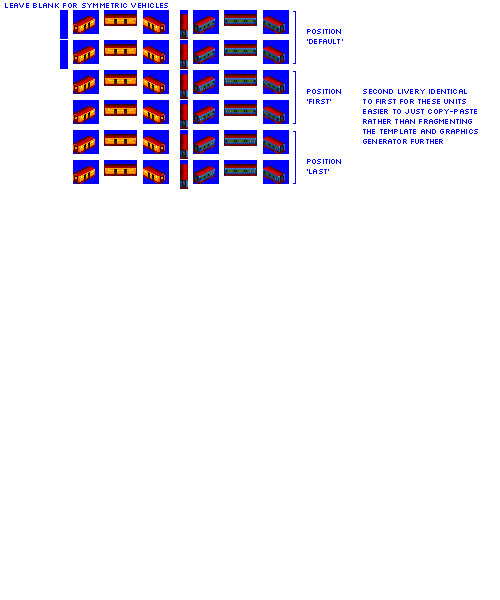 LEAVE BLANK FOR SYMMETRIC VEHICLES
POSITION
'DEFAULT'
POSITION
'FIRST'
SECOND LIVERY IDENTICAL
TO FIRST FOR THESE UNITS
EASIER TO JUST COPY-PASTE
RATHER THAN FRAGMENTING
THE TEMPLATE AND GRAPHICS
GENERATOR FURTHER
POSITION
'LAST'